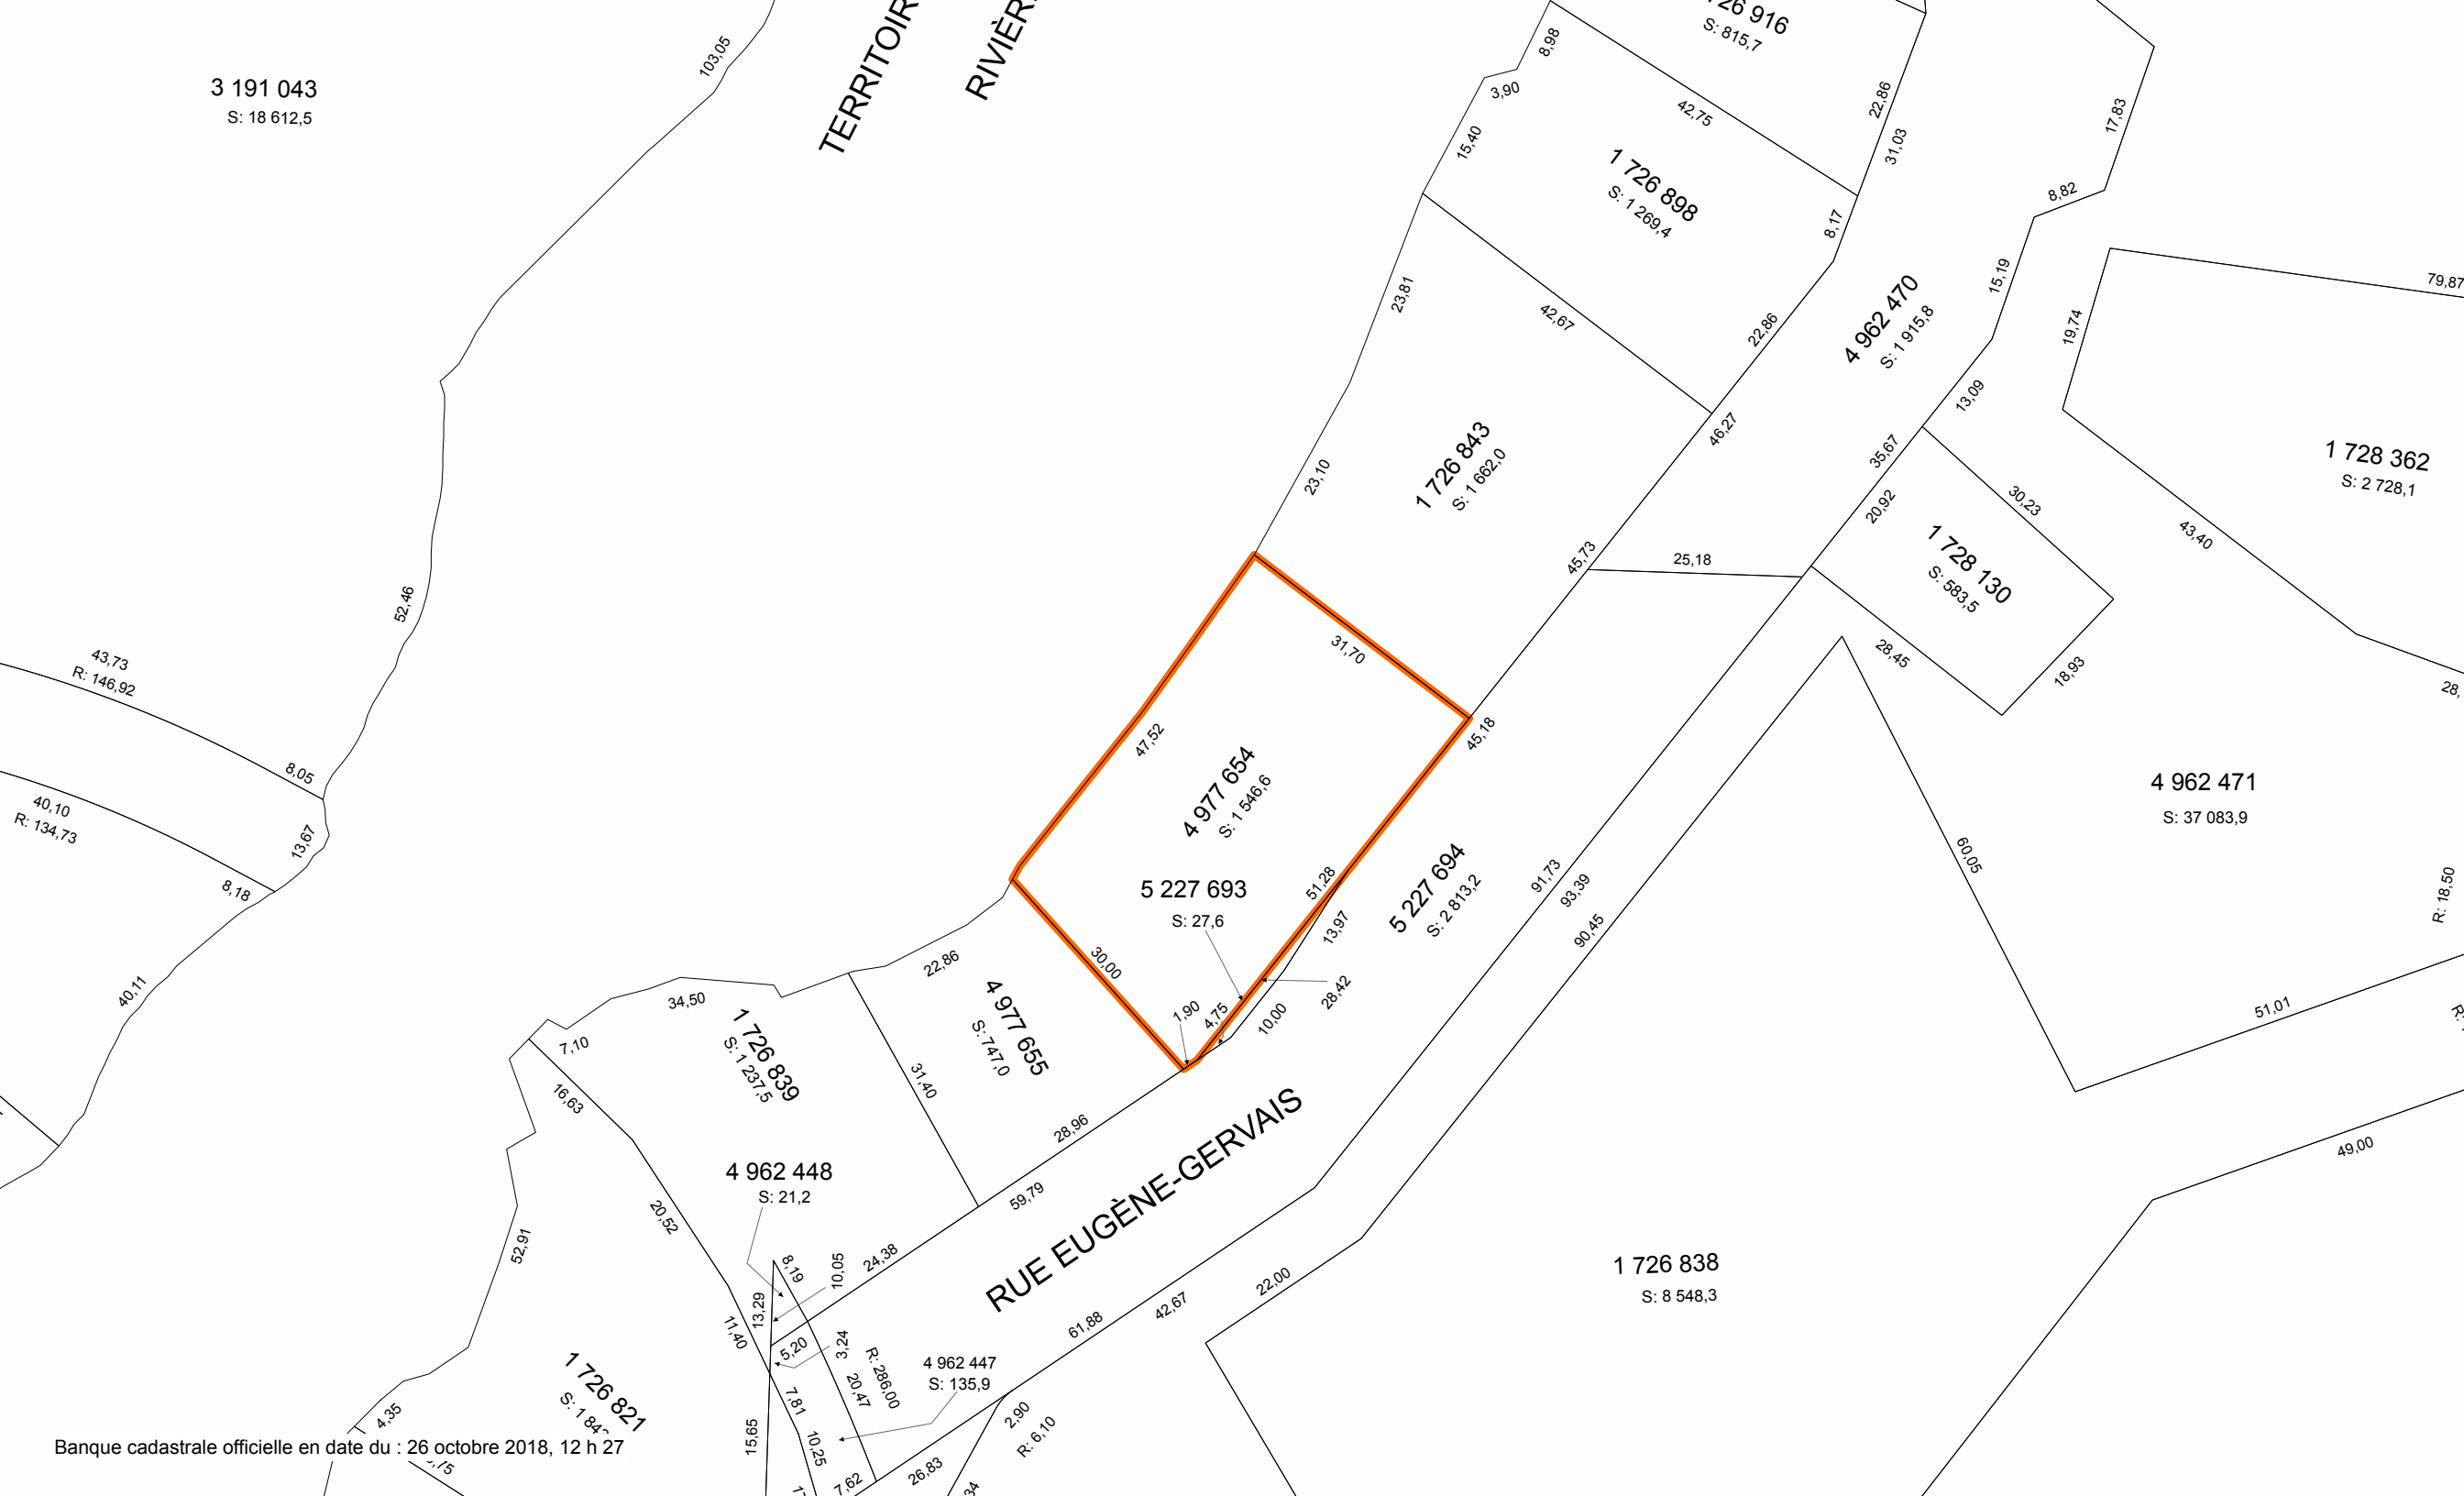 3 191 043
S: 18 612,5
103,05
8,98
3,90
15,40
S: 815,7
42,75
22,86
31,03
17,83
8,82
8,17
1 726 898
S: 1 269,4
23,81
42,67
22,86
4 962 470
S: 1 915,8
15,19
79,87
19,74
13,09
46,27
35,67
1 726 843
S: 1 662,0
23,10
1 728 362
S: 2 728,1
30,23
20,92
43,40
1 728 130
S: 583,5
45,73
25,18
52,46
43,73
R: 146,92
31,70
28,45
18,93
45,18
47,52
8,05
40,10
R: 134,73
13,67
8,18
4 977 654
S: 1 546,6
4 962 471
S: 37 083,9
5 227 693
S: 27,6
51,28
13,97
5 227 694
S: 2 813,2
91,73
93,39
90,45
60,05
R: 18,50
30,00
22,86
40,11
34,50
7,10
1,90
4,75
10,00
28,42
51,01
4 977 655
S: 747,0
1 726 839
S: 1 237,5
16,63
31,40
28,96
RUE EUGÈNE-GERVAIS
49,00
4 962 448
S: 21,2
59,79
20,52
52,91
24,38
8,19
10,05
13,29
1 726 838
S: 8 548,3
22,00
42,67
61,88
11,40
5,20
3,24
R: 286,00
20,47
4 962 447
S: 135,9
7,81
1 726 821
4,35
15,65
10,25
2,90
R: 6,10
26,83
7,62
Banque cadastrale officielle en date du : 26 octobre 2018, 12 h 27